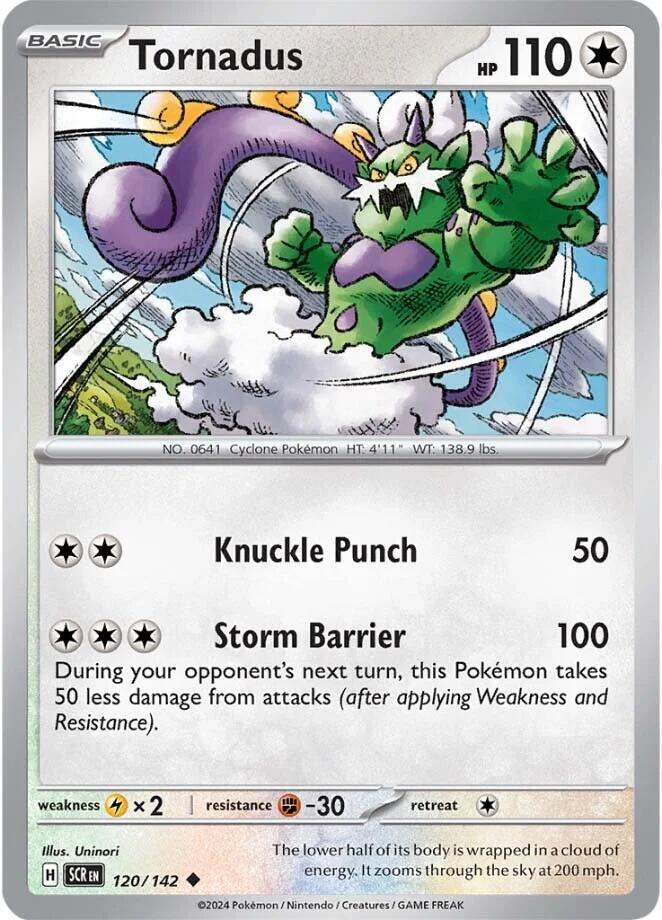 BASIC Tornadus HP 110
NO. 0641 Cyclone Pokémon HT: 4'11" WT: 138.9 lbs.
Knuckle Punch 50
Storm Barrier 100
During your opponent's next turn, this Pokémon takes
50 less damage from attacks (after applying Weakness and
Resistance).
weakness ×2 resistance -30 retreat
Illus. Uninori
The lower half of its body is wrapped in a cloud of
energy. It zooms through the sky at 200 mph.
H SCR EN 120/142
©2024 Pokémon / Nintendo / Creatures / GAME FREAK